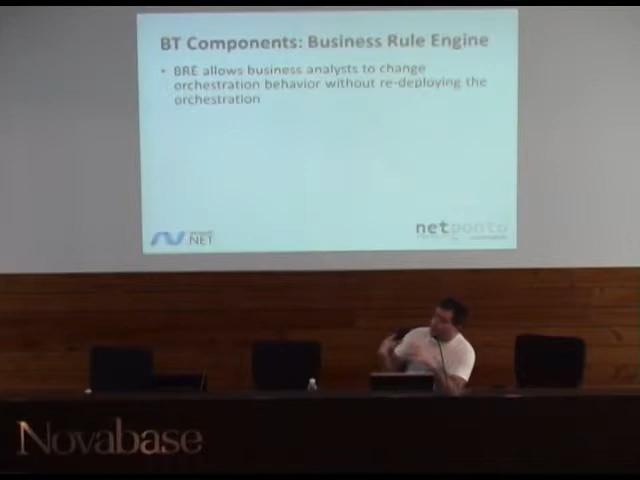 BT Components: Business Rule Engine
• BRE allows business analysts to change
orchestration behavior without re-deploying the
orchestration
.NET
netponto
Novabase